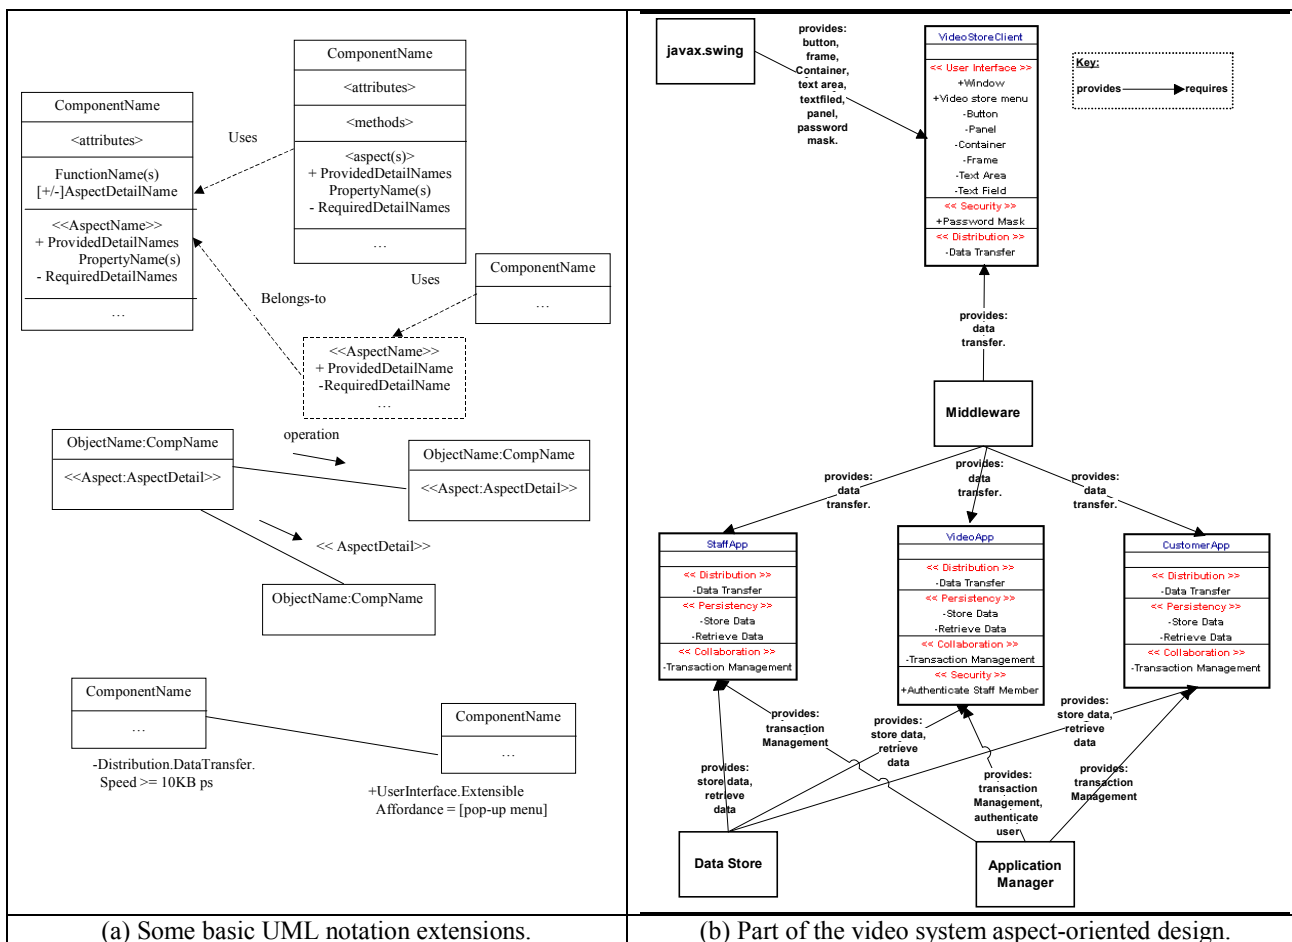 ComponentName
<attributes>
<methods>
<aspect(s)>
+ ProvidedDetailNames
PropertyName(s)
- RequiredDetailNames
…
ComponentName
<attributes>
FunctionName(s)
[+/-]AspectDetailName
<<AspectName>>
+ ProvidedDetailNames
PropertyName(s)
- RequiredDetailNames
…
Uses
Belongs-to
Uses
ComponentName
…
<<AspectName>>
+ ProvidedDetailName
-RequiredDetailName
…
ObjectName:CompName
<<Aspect:AspectDetail>>
operation
ObjectName:CompName
<<Aspect:AspectDetail>>
<< AspectDetail>>
ObjectName:CompName
ComponentName
…
-Distribution.DataTransfer.
Speed >= 10KB ps
ComponentName
…
+UserInterface.Extensible
Affordance = [pop-up menu]
(a) Some basic UML notation extensions.
javax.swing
provides:
button,
frame,
Container,
text area,
textfiled,
panel,
password
mask.
VideoStoreClient
<< User Interface >>
+Window
+Video store menu
-Button
-Panel
-Container
-Frame
-Text Area
-Text Field
<< Security >>
+Password Mask
<< Distribution >>
-Data Transfer
Key:
provides
requires
provides:
data
transfer.
Middleware
provides:
data
transfer.
provides:
data
transfer.
provides:
data
transfer.
StaffApp
<< Distribution >>
-Data Transfer
<< Persistency >>
-Store Data
-Retrieve Data
<< Collaboration >>
-Transaction Management
VideoApp
<< Distribution >>
-Data Transfer
<< Persistency >>
-Store Data
-Retrieve Data
<< Collaboration >>
-Transaction Management
<< Security >>
+Authenticate Staff Member
CustomerApp
<< Distribution >>
-Data Transfer
<< Persistency >>
-Store Data
-Retrieve Data
<< Collaboration >>
-Transaction Management
provides:
transaction
Management
provides:
store data,
retrieve
data
provides:
store data,
retrieve
data
provides:
store data,
retrieve
data
provides:
transaction
Management,
authenticate
user
provides:
transaction
Management
Data Store
Application
Manager
(b) Part of the video system aspect-oriented design.